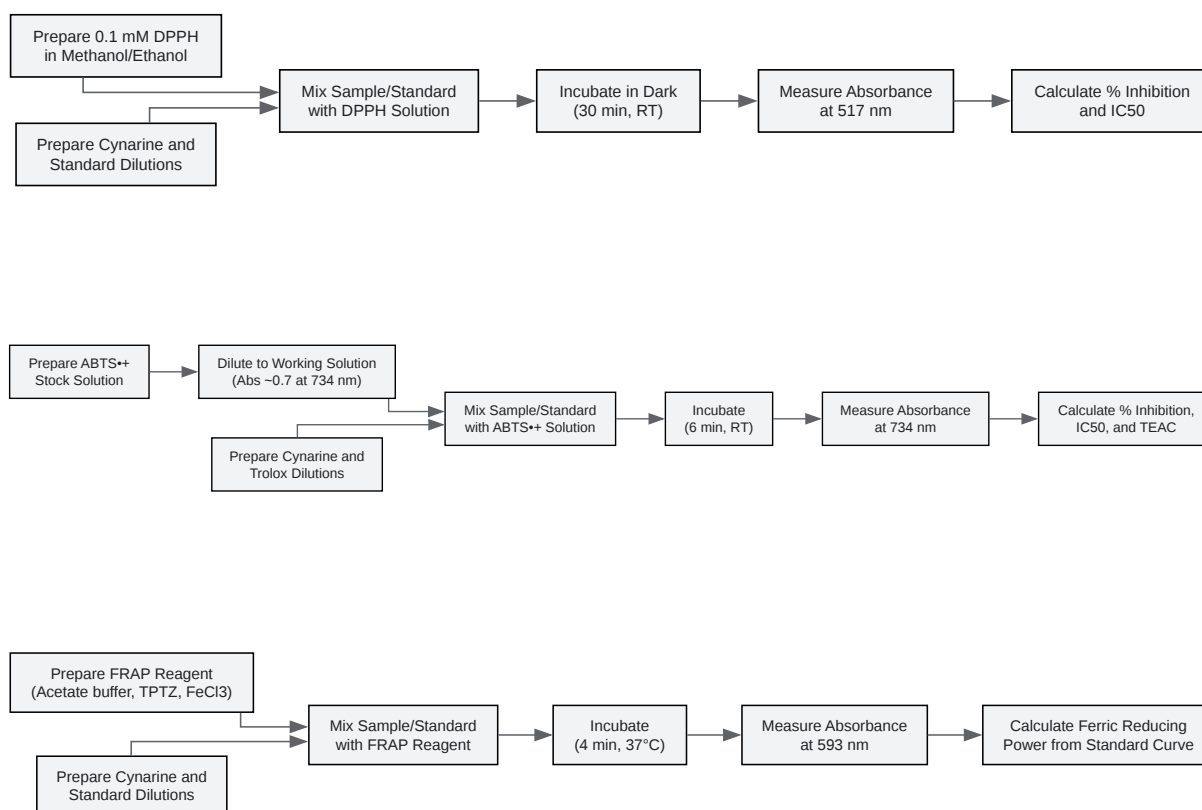 Prepare 0.1 mM DPPH
in Methanol/Ethanol
Prepare Cynarine and
Standard Dilutions
Mix Sample/Standard
with DPPH Solution
Incubate in Dark
(30 min, RT)
Measure Absorbance
at 517 nm
Calculate % Inhibition
and IC50
Prepare ABTS•+
Stock Solution
Dilute to Working Solution
(Abs ~0.7 at 734 nm)
Prepare Cynarine and
Trolox Dilutions
Mix Sample/Standard
with ABTS•+ Solution
Incubate
(6 min, RT)
Measure Absorbance
at 734 nm
Calculate % Inhibition,
IC50, and TEAC
Prepare FRAP Reagent
(Acetate buffer, TPTZ, FeCl3)
Prepare Cynarine and
Standard Dilutions
Mix Sample/Standard
with FRAP Reagent
Incubate
(4 min, 37°C)
Measure Absorbance
at 593 nm
Calculate Ferric Reducing
Power from Standard Curve